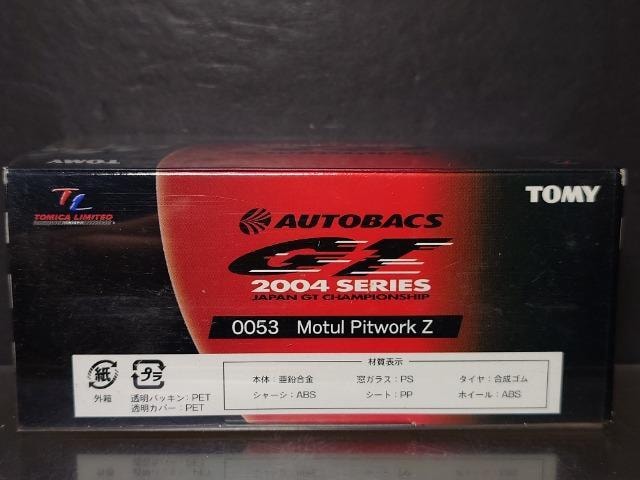 TOMY
TL
TOMICA LIMITED
TOMY
AUTOBACS
GT
2004 SERIES
JAPAN GT CHAMPIONSHIP
0053 Motul Pitwork Z
紙
外箱
プラ
透明パッキン:PET
透明カバー:PET
材質表示
本体:亜鉛合金 窓ガラス:PS タイヤ:合成ゴム
シャーシ:ABS シート:PP ホイール:ABS